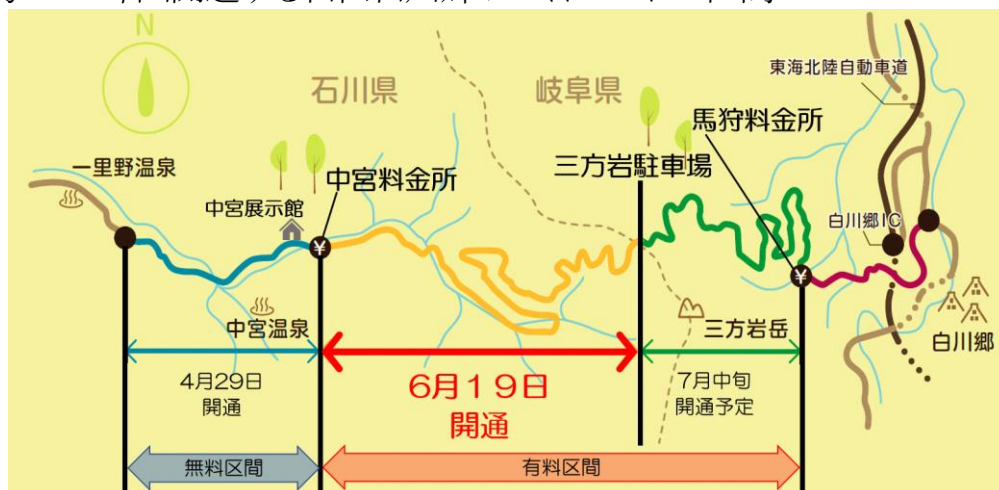 N
石川県
岐阜県
東海北陸自動車道
馬狩料金所
三方岩駐車場
一里野温泉
中宮料金所
中宮展示館
白川郷IC
¥
¥
中宮温泉
三方岩岳
白川郷
4月29日
開通
6月19日
開通
7月中旬
開通予定
無料区間
有料区間